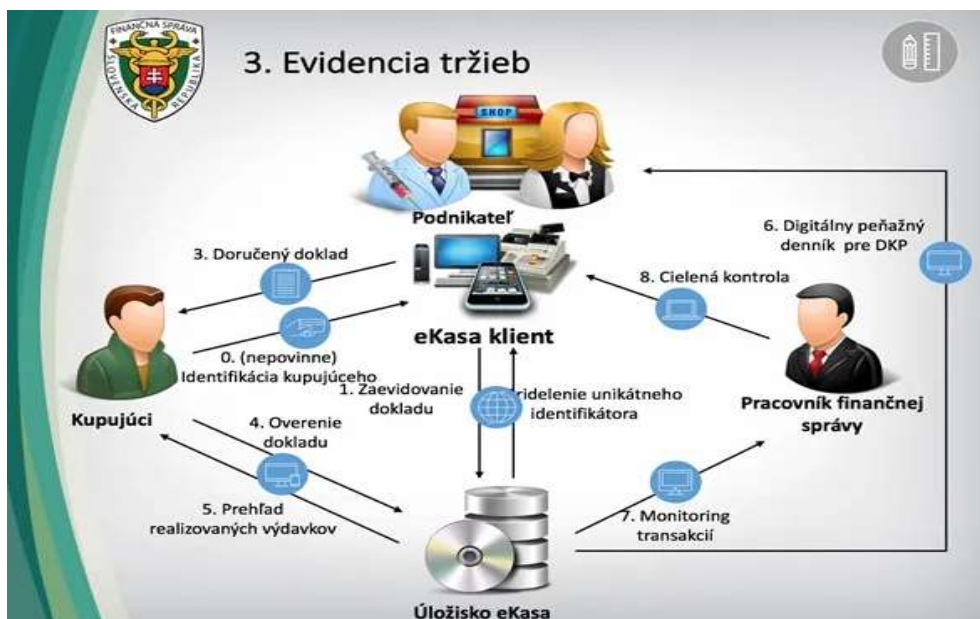 FINANČNÁ SPRÁVA
SLOVENSKÁ REPUBLIKA
3. Evidencia tržieb
SHOP
Podnikateľ
6. Digitálny peňažný
denník pre DKP
3. Doručený doklad
8. Cielená kontrola
eKasa klient
0. (nepovinne)
Identifikácia kupujúceho
1. Zaevidovanie
dokladu
unikátneho
identifikátora
Kupujúci
Pracovník finančnej
správy
4. Overenie
dokladu
5. Prehľad
realizovaných výdavkov
7. Monitoring
transakcií
Úložisko eKasa